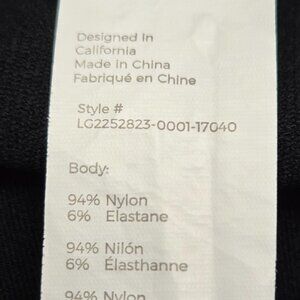 Designed in
California
Made in China
Fabriqué en Chine
Style #
LG2252823-0001-17040
Body:
94% Nylon
6% Elastane
94% Nilón
6% Élasthanne
94% Nylon